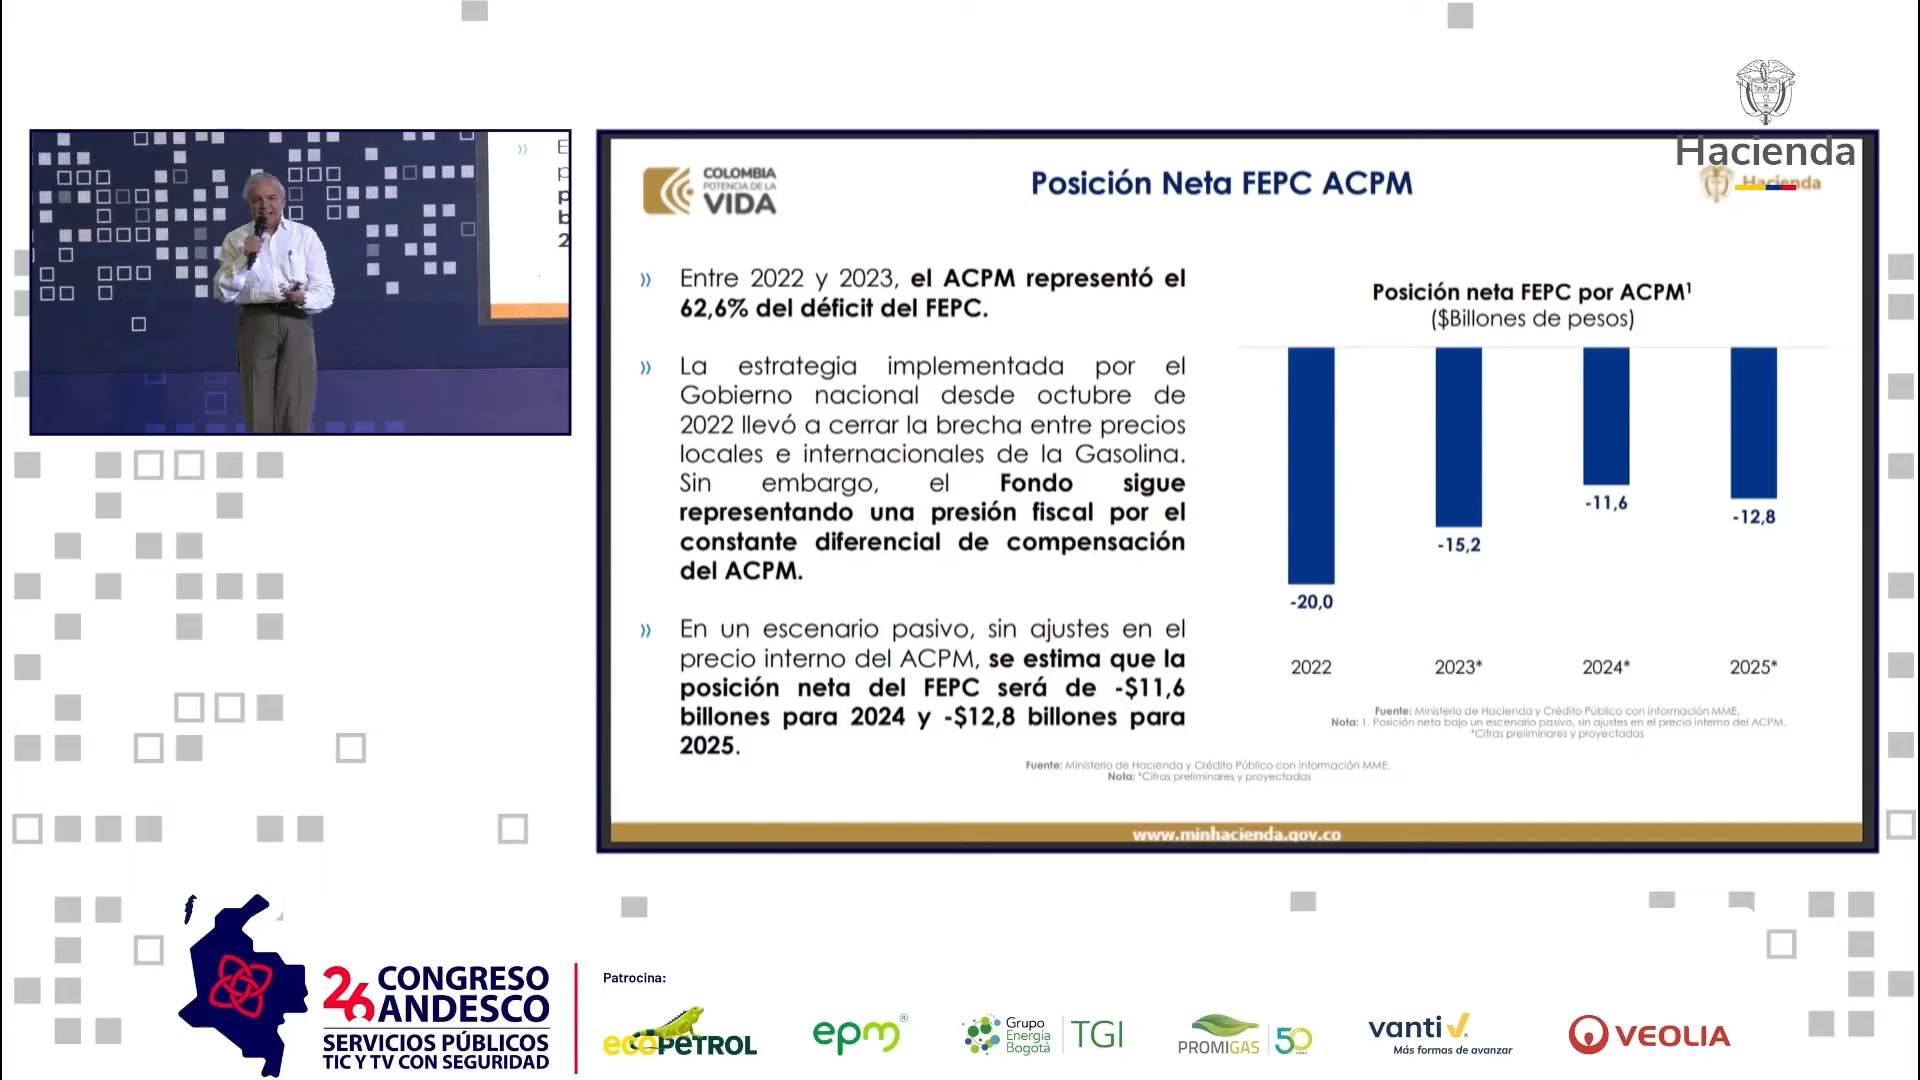 Hacienda
COLOMBIA
POTENCIA DE LA
VIDA
Posición Neta FEPC ACPM
Hacienda
» Entre 2022 y 2023, el ACPM representó el
62,6% del déficit del FEPC.
» La estrategia implementada por el
Gobierno nacional desde octubre de
2022 llevó a cerrar la brecha entre precios
locales e internacionales de la Gasolina.
Sin embargo, el Fondo sigue
representando una presión fiscal por el
constante diferencial de compensación
del ACPM.
» En un escenario pasivo, sin ajustes en el
precio interno del ACPM, se estima que la
posición neta del FEPC será de -$11,6
billones para 2024 y -$12,8 billones para
2025.
Posición neta FEPC por ACPM¹
($Billones de pesos)
-20,0
-15,2
-11,6
-12,8
2022 2023* 2024* 2025*
Fuente: Ministerio de Hacienda y Crédito Público con información MME.
Nota: 1. Posición neta bajo un escenario pasivo, sin ajustes en el precio interno del ACPM.
*Cifras preliminares y proyectadas
Fuente: Ministerio de Hacienda y Crédito Público con información MME.
Nota: *Cifras preliminares y proyectadas
www.minhacienda.gov.co
» E
p
p
b
2
26 CONGRESO
ANDESCO
SERVICIOS PÚBLICOS
TIC Y TV CON SEGURIDAD
Patrocina:
ecoPETROL
epm®
Grupo
Energía
Bogotá
TGI
PROMIGAS 50
vanti
Más formas de avanzar
VEOLIA